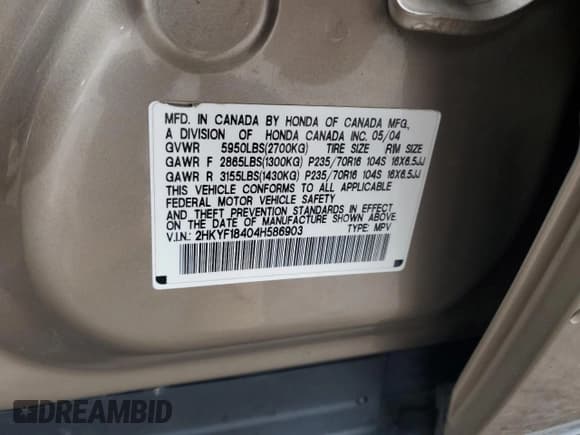 MFD. IN CANADA BY HONDA OF CANADA MFG.,
A DIVISION OF HONDA CANADA INC. 05/04
GVWR 5950LBS(2700KG) TIRE SIZE RIM SIZE
GAWR F 2865LBS(1300KG) P235/70R16 104S 16X6.5JJ
GAWR R 3155LBS(1430KG) P235/70R16 104S 16X6.5JJ
THIS VEHICLE CONFORMS TO ALL APPLICABLE
FEDERAL MOTOR VEHICLE SAFETY
AND THEFT PREVENTION STANDARDS IN EFFECT
ON THE DATE OF MANUFACTURE SHOWN ABOVE.
V.I.N.: 2HKYF18404H586903 TYPE: MPV
DREAMBID